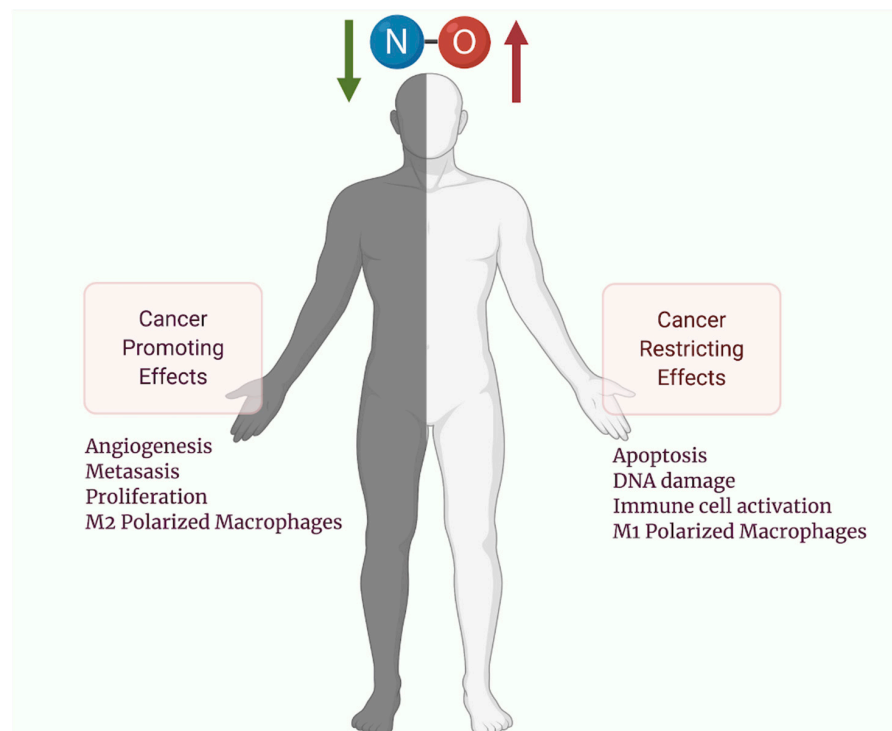 N-O
Cancer
Promoting
Effects
Angiogenesis
Metasasis
Proliferation
M2 Polarized Macrophages
Cancer
Restricting
Effects
Apoptosis
DNA damage
Immune cell activation
M1 Polarized Macrophages